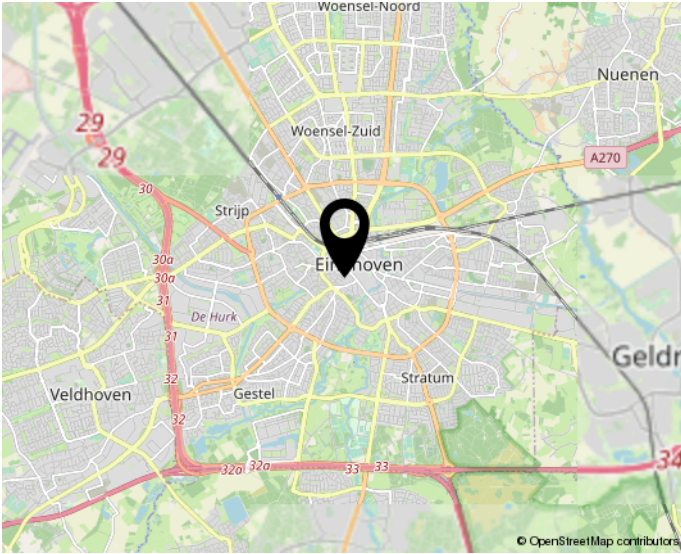 Woensel-Noord
Nuenen
29
Woensel-Zuid
29
A270
30
Strijp
30a
Eindhoven
30a
31
De Hurk
31
Geldr
32
Stratum
Veldhoven
Gestel
32
34
32a
32a
33
33
© OpenStreetMap contributors